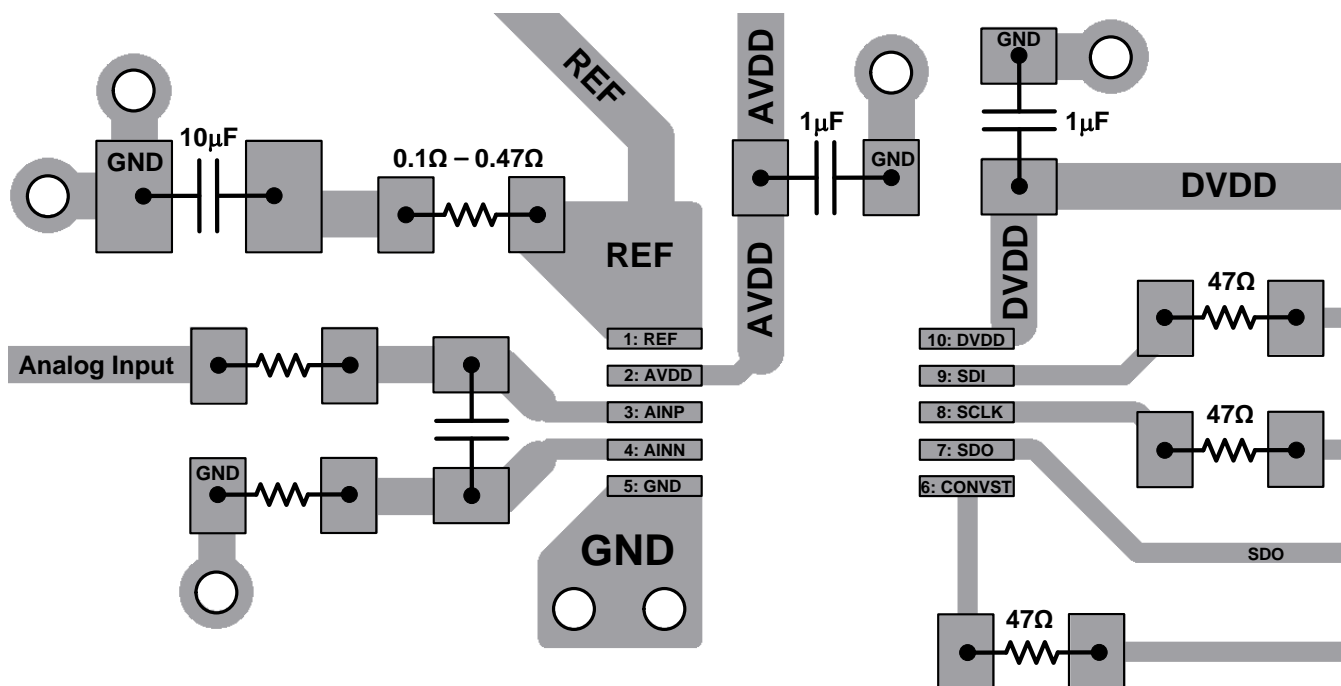 REF
AVDD
GND
10µF
GND
0.1Ω – 0.47Ω
1µF
GND
1µF
DVDD
REF
AVDD
DVDD
47Ω
Analog Input
1: REF
2: AVDD
3: AINP
4: AINN
5: GND
10: DVDD
9: SDI
8: SCLK
7: SDO
6: CONVST
47Ω
GND
GND
SDO
47Ω